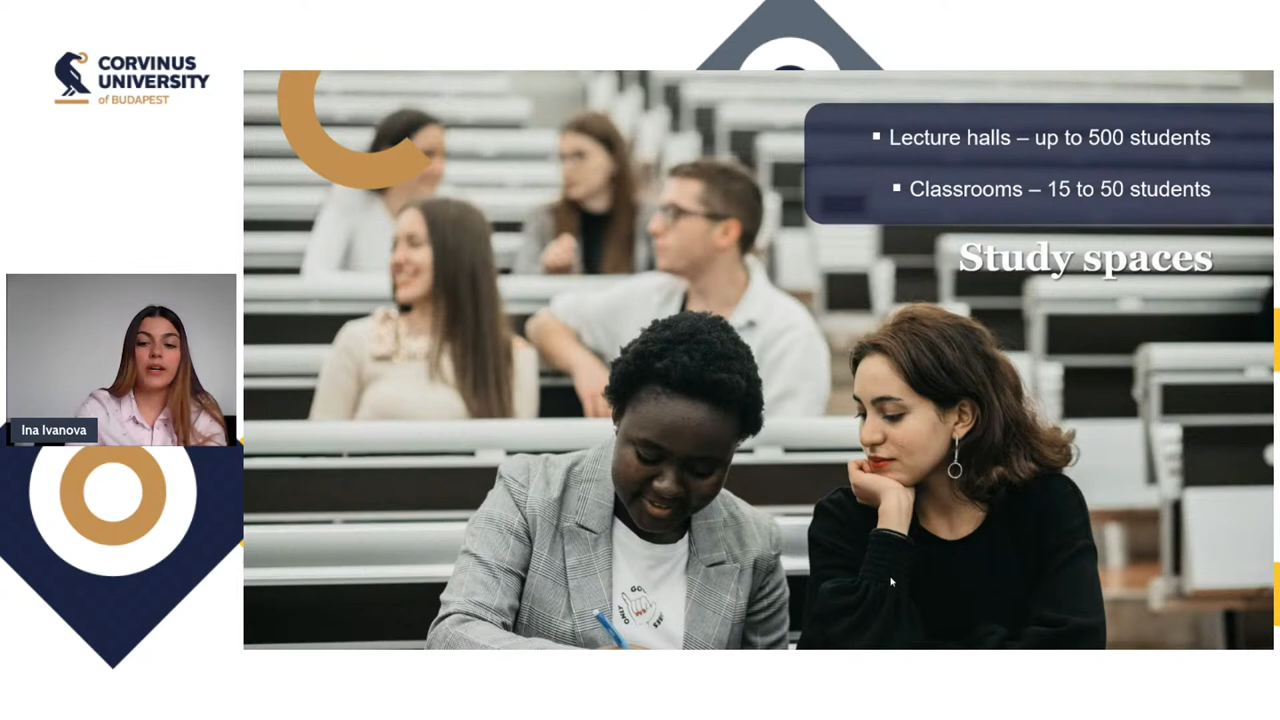 CORVINUS
UNIVERSITY
of BUDAPEST
▪ Lecture halls – up to 500 students
▪ Classrooms – 15 to 50 students
Study spaces
Ina Ivanova
ONLY